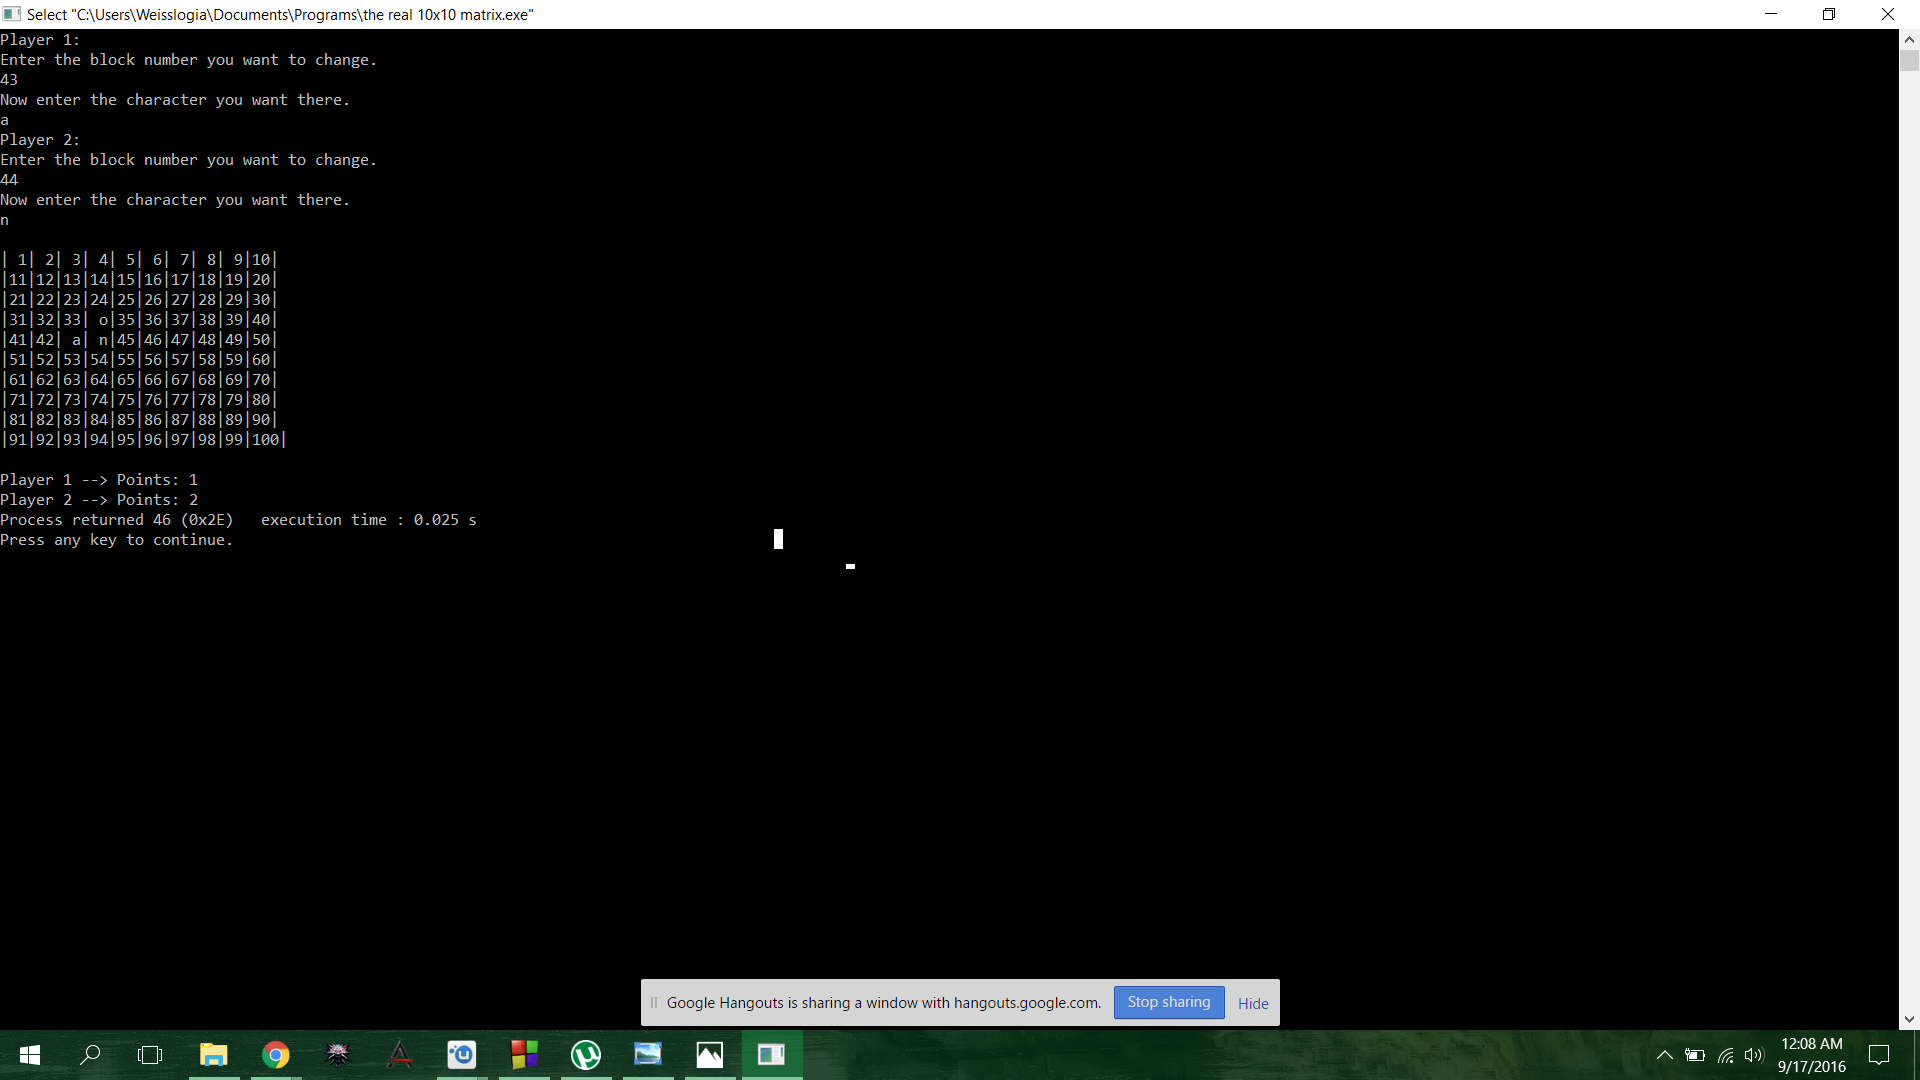 Select "C:\Users\Weisslogia\Documents\Programs\the real 10x10 matrix.exe"
Player 1:
Enter the block number you want to change.
43
Now enter the character you want there.
a
Player 2:
Enter the block number you want to change.
44
Now enter the character you want there.
n
| 1| 2| 3| 4| 5| 6| 7| 8| 9|10|
|11|12|13|14|15|16|17|18|19|20|
|21|22|23|24|25|26|27|28|29|30|
|31|32|33| o|35|36|37|38|39|40|
|41|42| a| n|45|46|47|48|49|50|
|51|52|53|54|55|56|57|58|59|60|
|61|62|63|64|65|66|67|68|69|70|
|71|72|73|74|75|76|77|78|79|80|
|81|82|83|84|85|86|87|88|89|90|
|91|92|93|94|95|96|97|98|99|100|
Player 1 --> Points: 1
Player 2 --> Points: 2
Process returned 46 (0x2E)   execution time : 0.025 s
Press any key to continue.
Google Hangouts is sharing a window with hangouts.google.com. Stop sharing Hide
12:08 AM
9/17/2016